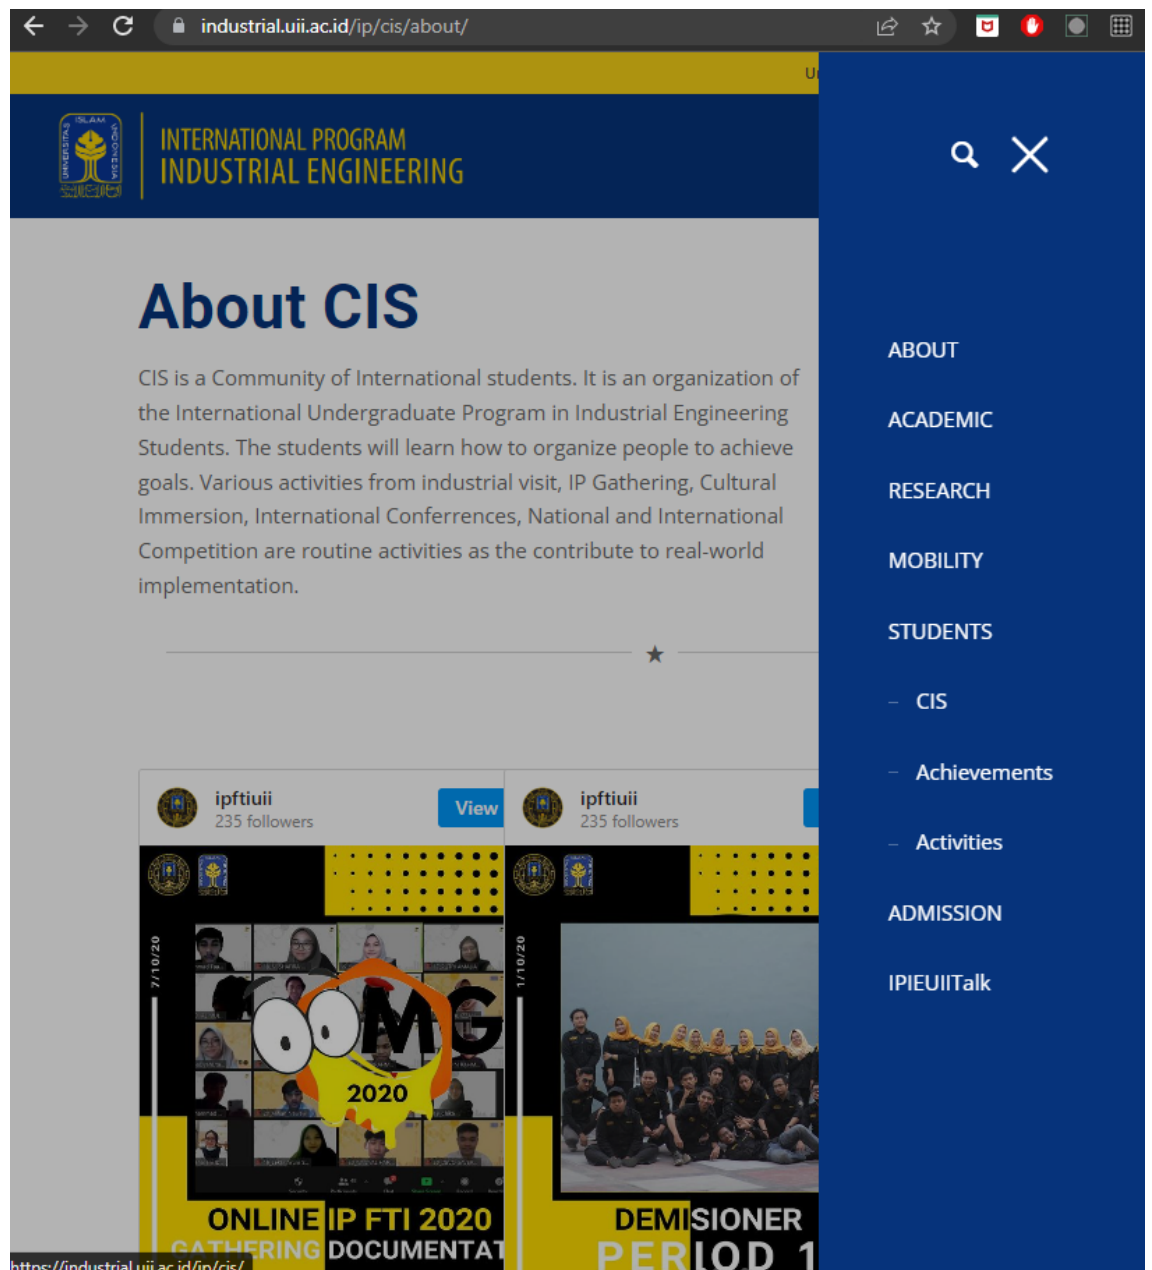 industrial.uii.ac.id/ip/cis/about/
ISLAM
UNIVERSITAS
INDONESIA
INTERNATIONAL PROGRAM
INDUSTRIAL ENGINEERING
About CIS
CIS is a Community of International students. It is an organization of
the International Undergraduate Program in Industrial Engineering
Students. The students will learn how to organize people to achieve
goals. Various activities from industrial visit, IP Gathering, Cultural
Immersion, International Conferrences, National and International
Competition are routine activities as the contribute to real-world
implementation.
ipftiuii
235 followers
View
7/10/20
OMG
2020
ONLINE IP FTI 2020
GATHERING DOCUMENTAT
ipftiuii
235 followers
1/10/20
DEMISIONER
PERIOD 1
ABOUT
ACADEMIC
RESEARCH
MOBILITY
STUDENTS
– CIS
– Achievements
– Activities
ADMISSION
IPIEUIITalk
https://industrial.uii.ac.id/ip/cis/